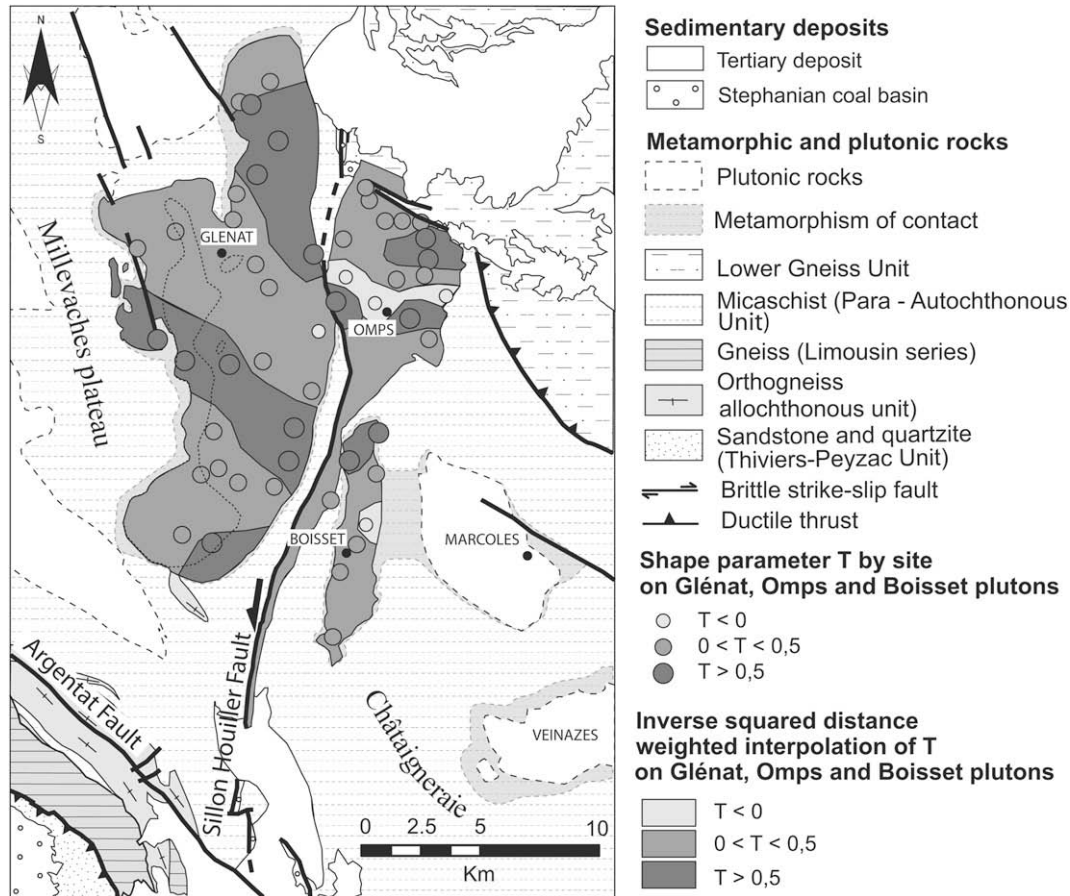 N
S
GLENAT
OMPS
BOISSET
MARCOLES
VEINAZES
Millevaches plateau
Argentat Fault
Sillon Houiller Fault
Châtaigneraie
0 2.5 5 10
Km
Sedimentary deposits
Tertiary deposit
Stephanian coal basin
Metamorphic and plutonic rocks
Plutonic rocks
Metamorphism of contact
Lower Gneiss Unit
Micaschist (Para - Autochthonous
Unit)
Gneiss (Limousin series)
Orthogneiss
allochthonous unit)
Sandstone and quartzite
(Thiviers-Peyzac Unit)
Brittle strike-slip fault
Ductile thrust
Shape parameter T by site
on Glénat, Omps and Boisset plutons
T < 0
0 < T < 0,5
T > 0,5
Inverse squared distance
weighted interpolation of T
on Glénat, Omps and Boisset plutons
T < 0
0 < T < 0,5
T > 0,5